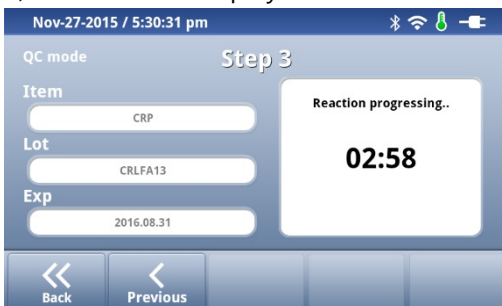 Nov-27-2015 / 5:30:31 pm
QC mode
Step 3
Item
CRP
Lot
CRLFA13
Exp
2016.08.31
Reaction progressing..
02:58
Back
Previous